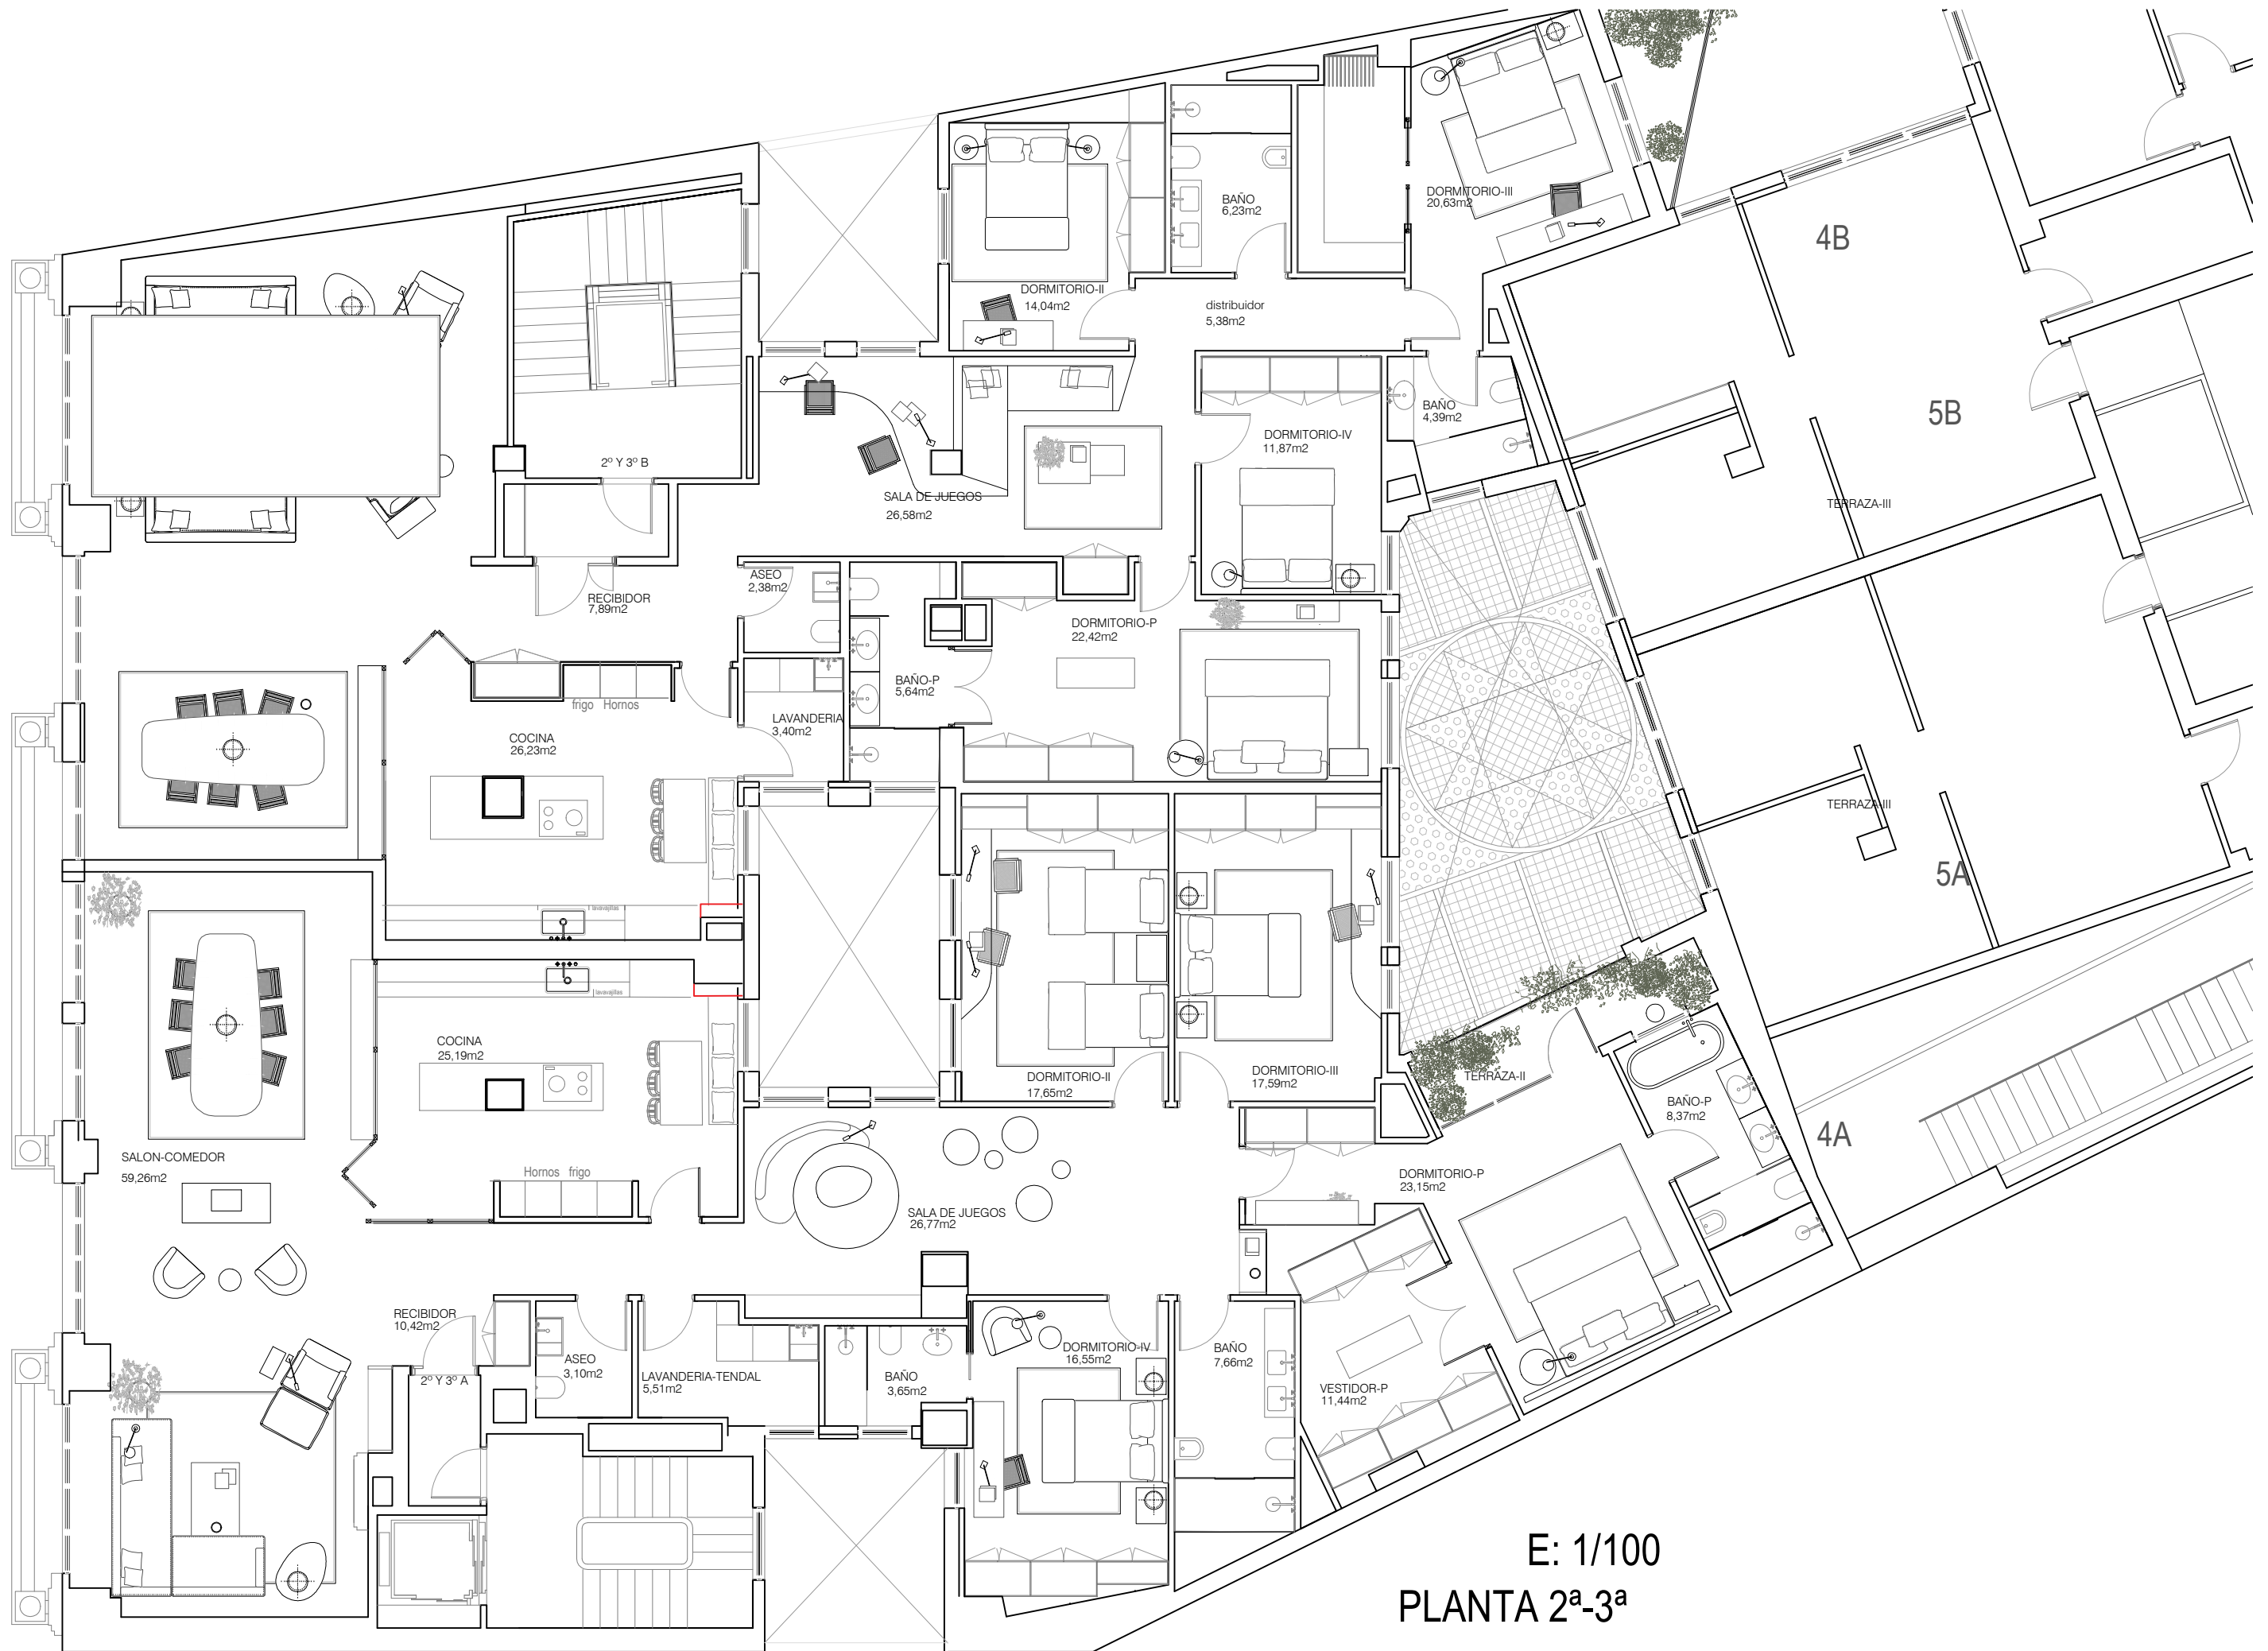 DORMITORIO-III
20,63m2
BAÑO
6,23m2
4B
DORMITORIO-II
14,04m2
distribuidor
5,38m2
BAÑO
4,39m2
5B
DORMITORIO-IV
11,87m2
2º Y 3º B
SALA DE JUEGOS
26,58m2
TERRAZA-III
ASEO
2,38m2
RECIBIDOR
7,89m2
DORMITORIO-P
22,42m2
BAÑO-P
5,64m2
frigo Hornos
LAVANDERIA
3,40m2
COCINA
26,23m2
TERRAZA-III
5A
lavavajillas
lavavajillas
COCINA
25,19m2
DORMITORIO-II
17,65m2
DORMITORIO-III
17,59m2
TERRAZA-II
BAÑO-P
8,37m2
4A
SALON-COMEDOR
59,26m2
Hornos frigo
DORMITORIO-P
23,15m2
SALA DE JUEGOS
26,77m2
RECIBIDOR
10,42m2
ASEO
3,10m2
2º Y 3º A
LAVANDERIA-TENDAL
5,51m2
BAÑO
3,65m2
DORMITORIO-IV
16,55m2
BAÑO
7,66m2
VESTIDOR-P
11,44m2
E: 1/100
PLANTA 2ª-3ª